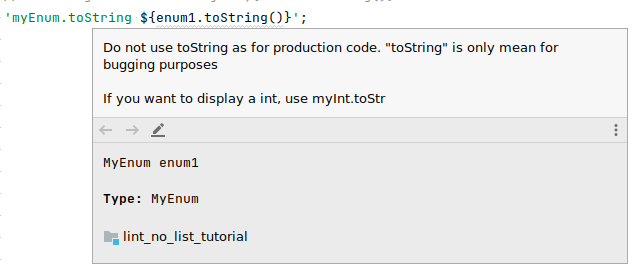 'myEnum.toString ${enum1.toString()}';
Do not use toString as for production code. "toString" is only mean for
bugging purposes
If you want to display a int, use myInt.toStr
MyEnum enum1
Type: MyEnum
lint_no_list_tutorial